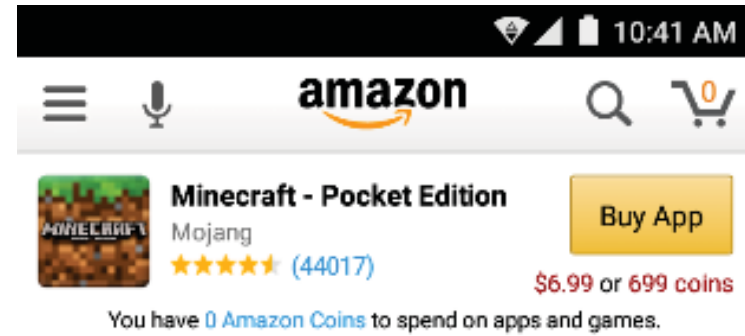 10:41 AM
amazon
0
Minecraft - Pocket Edition
Buy App
MINECRAFT
Mojang
(44017)
$6.99 or 699 coins
You have 0 Amazon Coins to spend on apps and games.